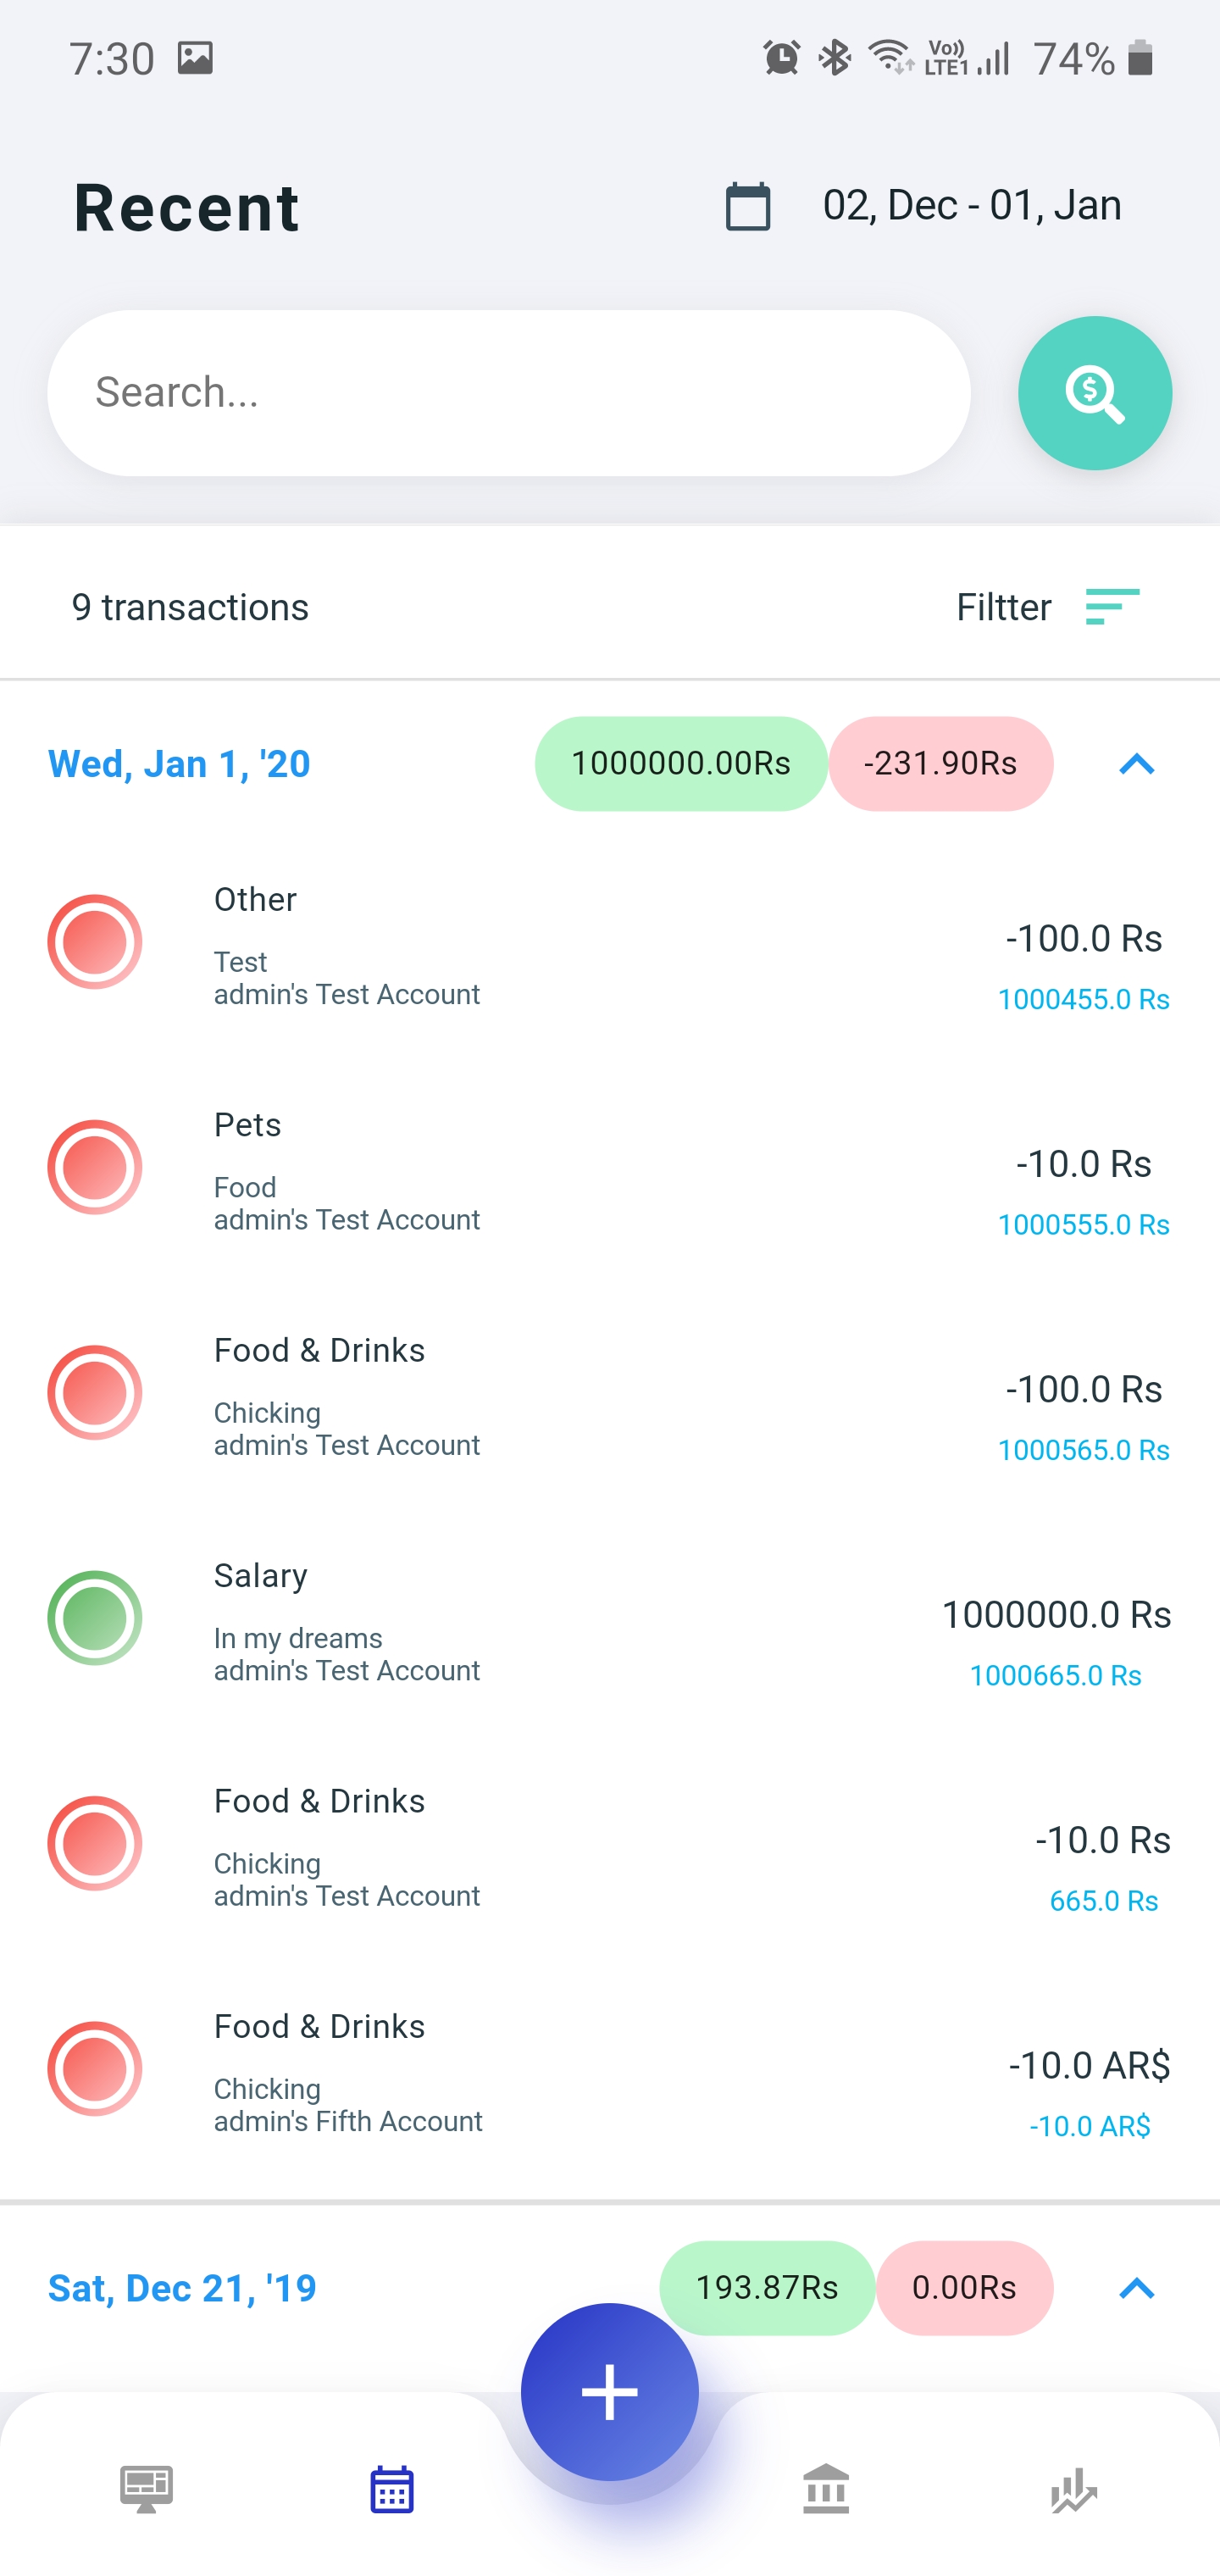 7:30
Vo))
LTE1
74%
Recent
02, Dec - 01, Jan
Search...
9 transactions
Filtter
Wed, Jan 1, '20
1000000.00Rs
-231.90Rs
Other
Test
admin's Test Account
-100.0 Rs
1000455.0 Rs
Pets
Food
admin's Test Account
-10.0 Rs
1000555.0 Rs
Food & Drinks
Chicking
admin's Test Account
-100.0 Rs
1000565.0 Rs
Salary
In my dreams
admin's Test Account
1000000.0 Rs
1000665.0 Rs
Food & Drinks
Chicking
admin's Test Account
-10.0 Rs
665.0 Rs
Food & Drinks
Chicking
admin's Fifth Account
-10.0 AR$
-10.0 AR$
Sat, Dec 21, '19
193.87Rs
0.00Rs